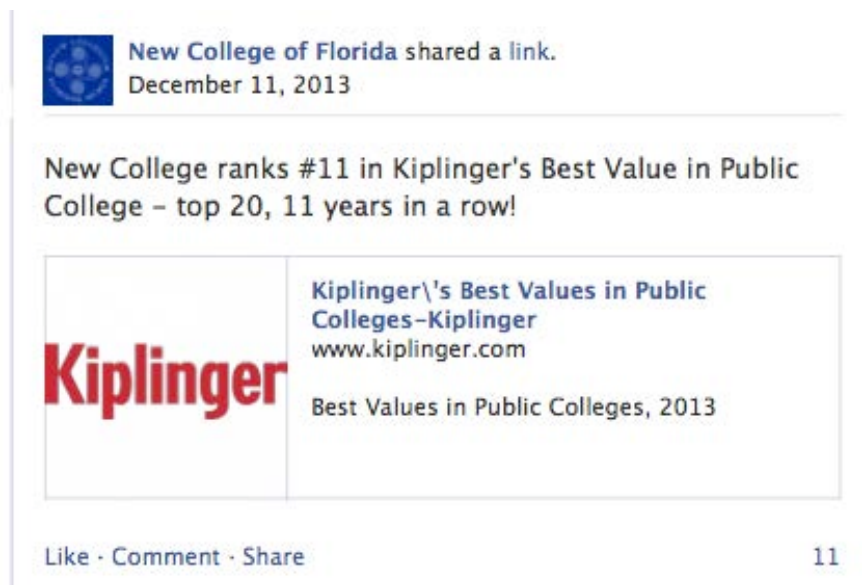 New College of Florida shared a link.
December 11, 2013
New College ranks #11 in Kiplinger's Best Value in Public
College – top 20, 11 years in a row!
Kiplinger
Kiplinger\'s Best Values in Public
Colleges–Kiplinger
www.kiplinger.com
Best Values in Public Colleges, 2013
Like · Comment · Share 11